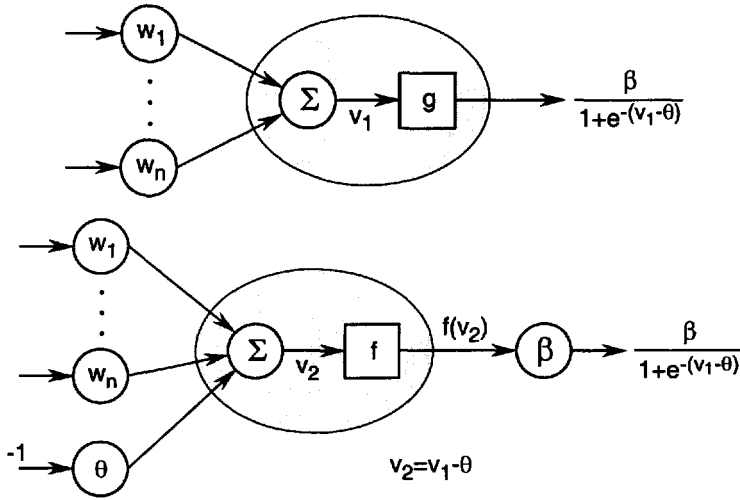 w₁
Σ
v₁
g
β
1+e^-(v₁-θ)
wₙ
w₁
Σ
v₂
f
f(v₂)
β
β
1+e^-(v₁-θ)
wₙ
-1
θ
v₂=v₁-θ